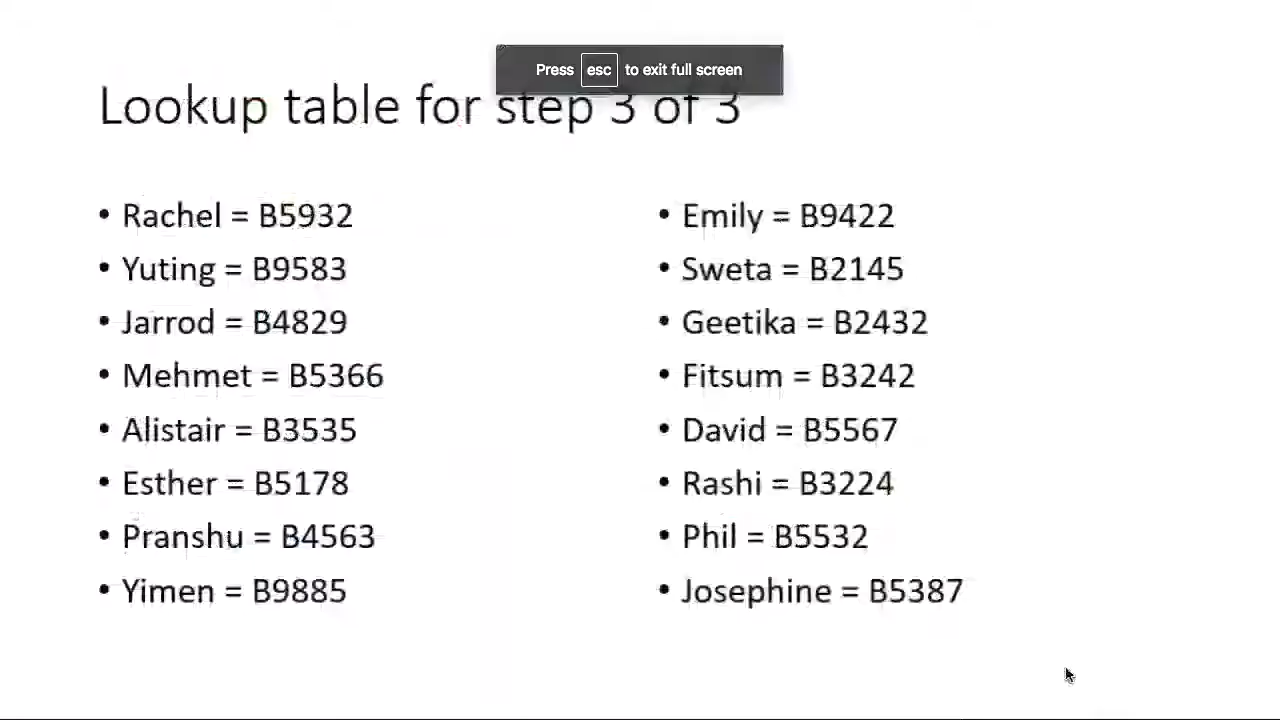 Press esc to exit full screen
Lookup table for step 3 of 3
• Rachel = B5932
• Yuting = B9583
• Jarrod = B4829
• Mehmet = B5366
• Alistair = B3535
• Esther = B5178
• Pranshu = B4563
• Yimen = B9885
• Emily = B9422
• Sweta = B2145
• Geetika = B2432
• Fitsum = B3242
• David = B5567
• Rashi = B3224
• Phil = B5532
• Josephine = B5387